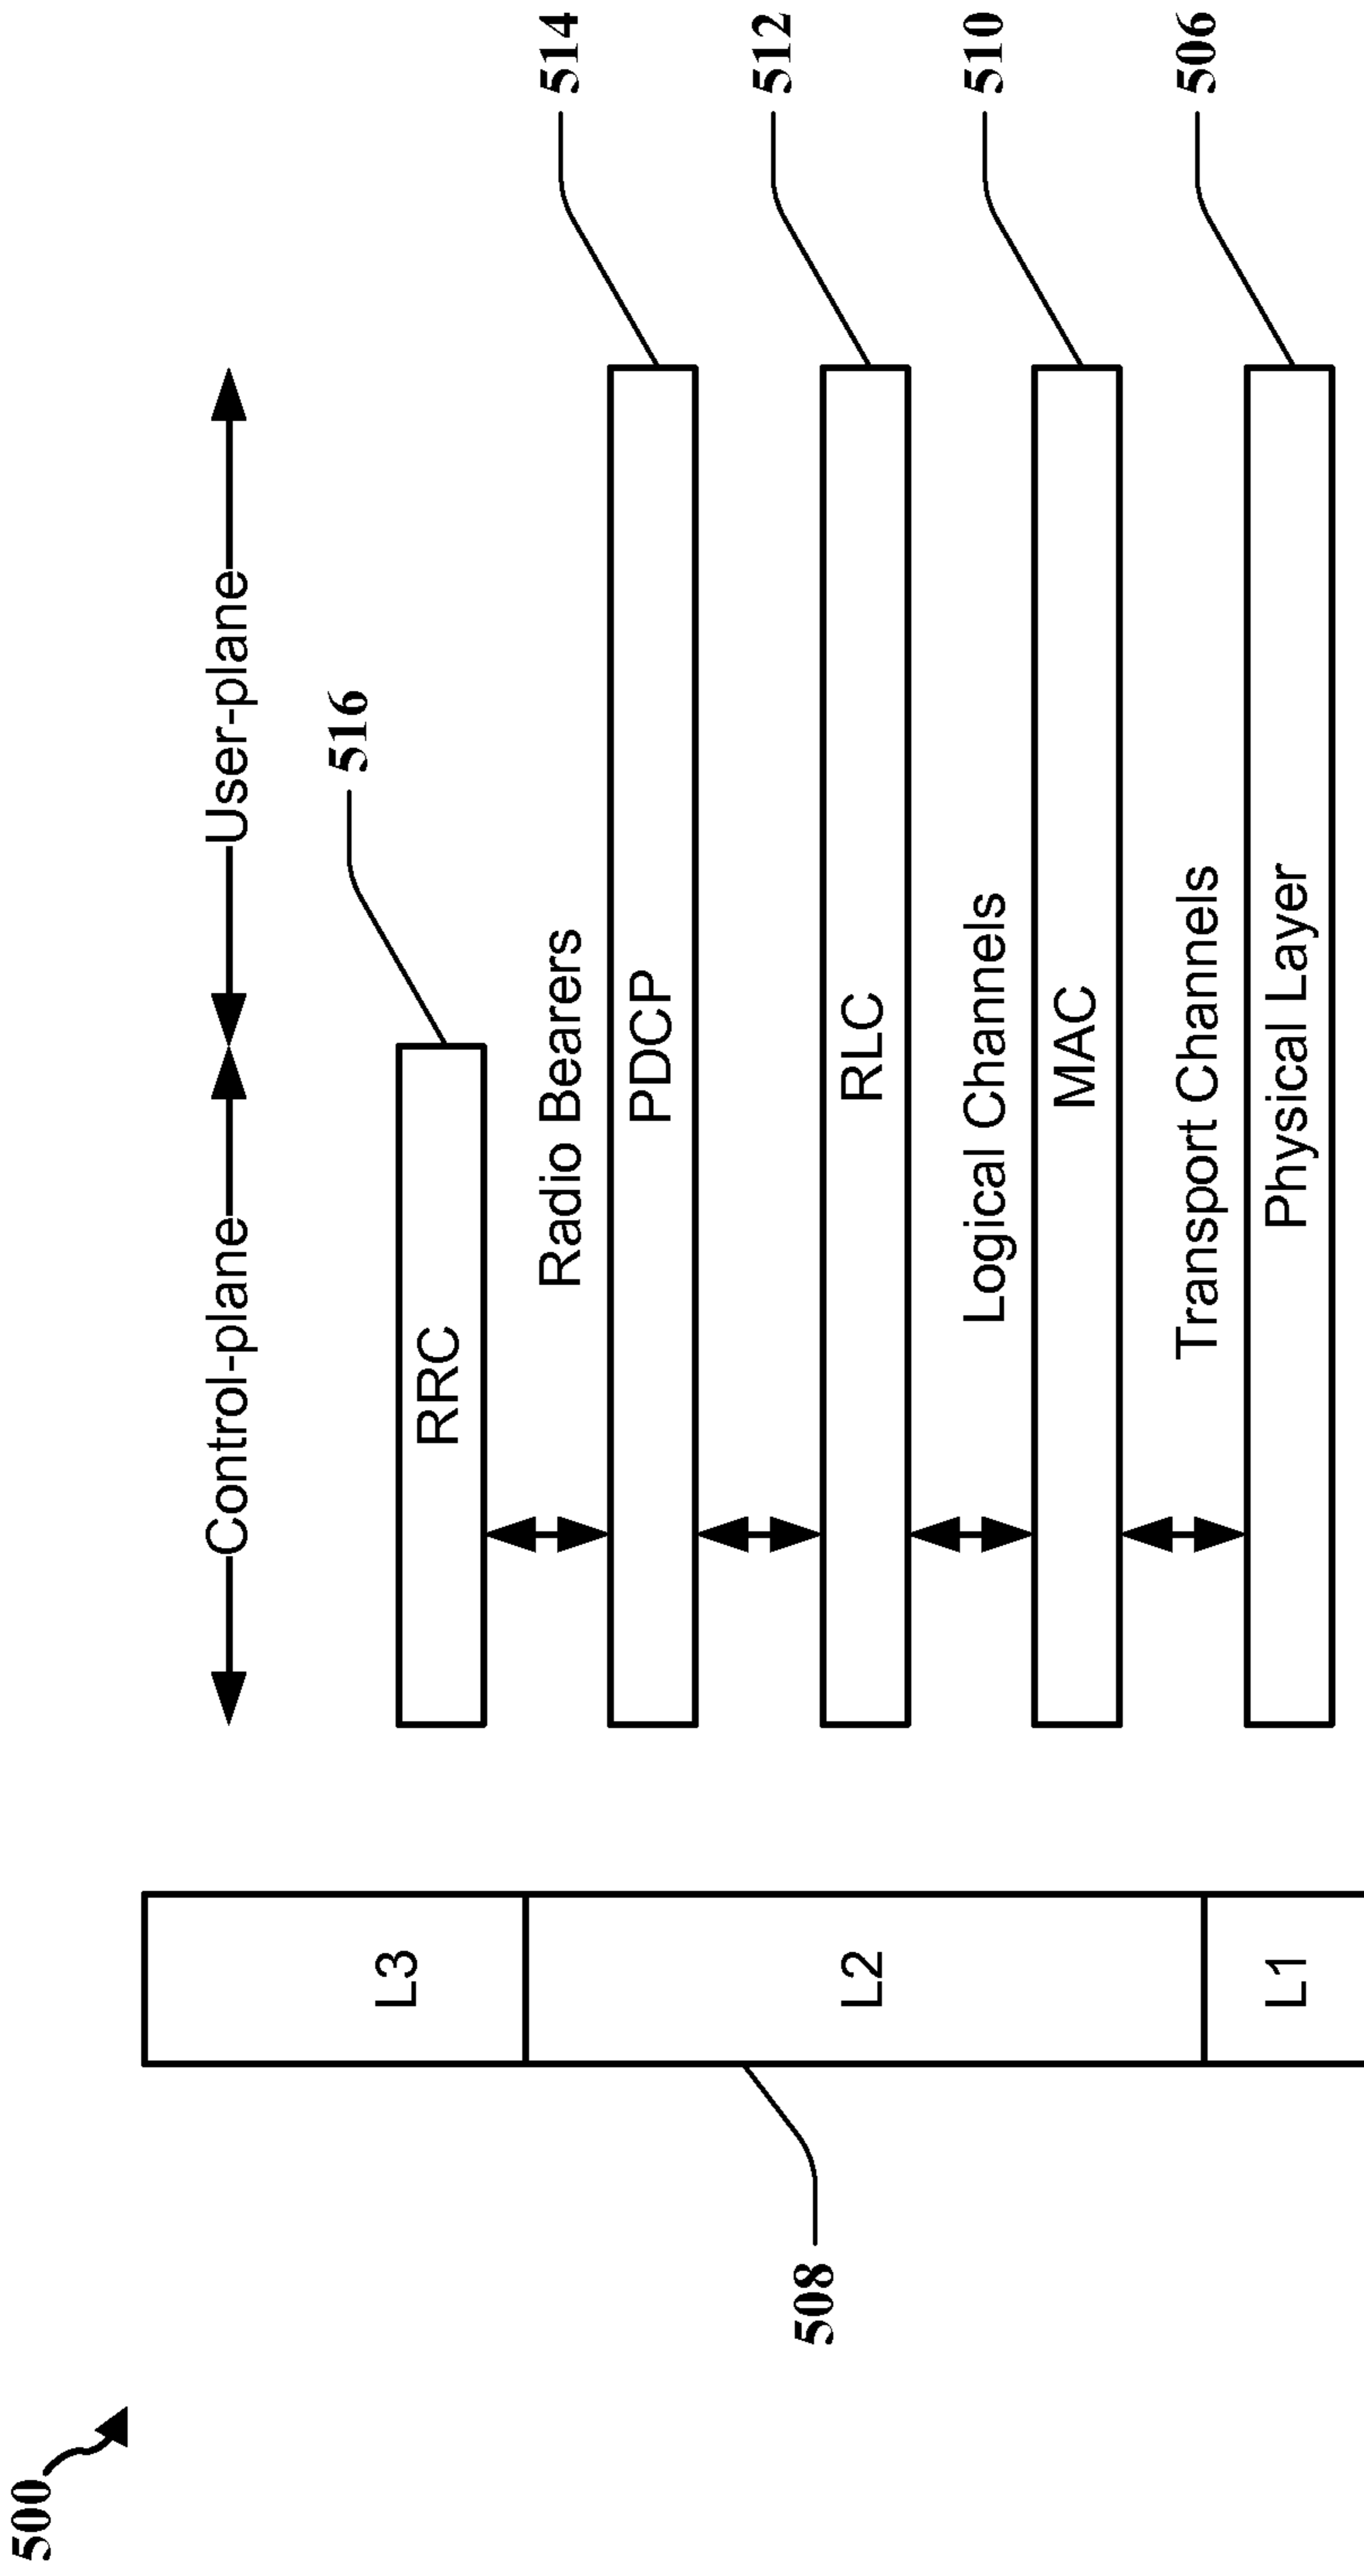 500
Control-plane
User-plane
516
RRC
Radio Bearers
514
L3
PDCP
512
508
L2
RLC
Logical Channels
510
MAC
Transport Channels
506
L1
Physical Layer